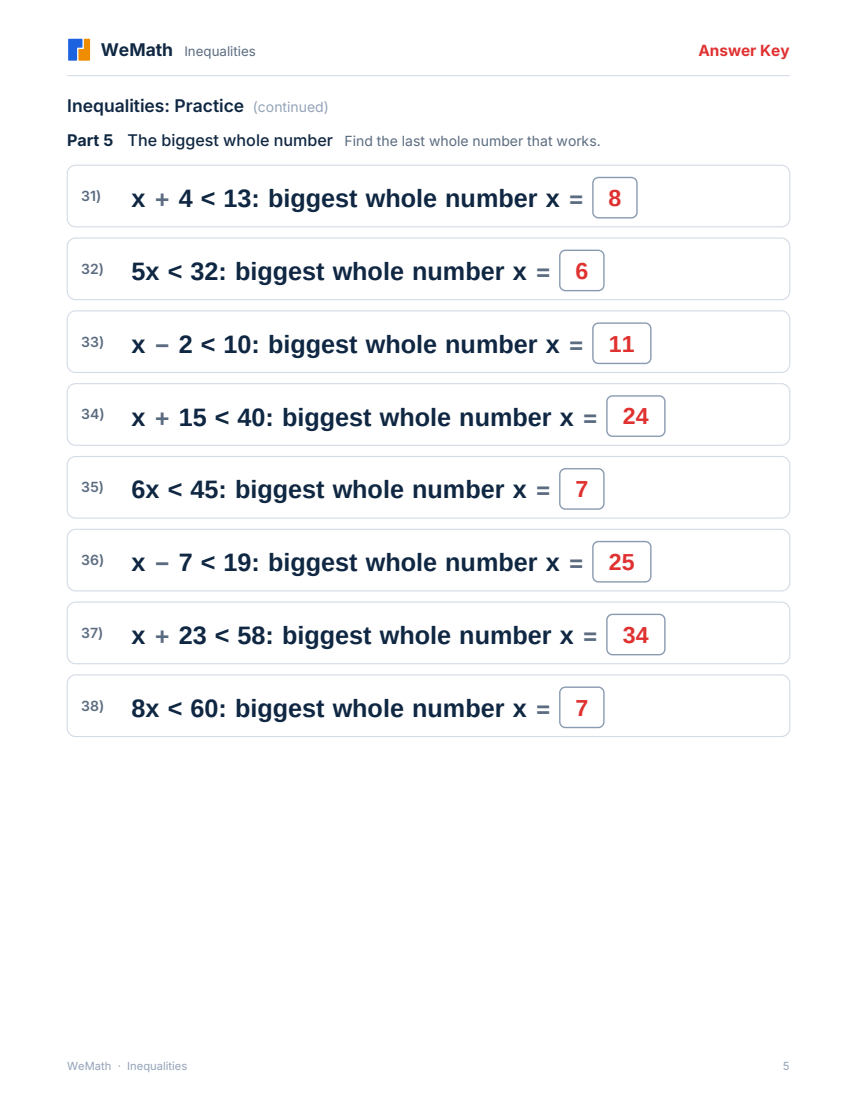 WeMath Inequalities Answer Key
Inequalities: Practice (continued)
Part 5 The biggest whole number Find the last whole number that works.
31) x + 4 < 13: biggest whole number x = 8
32) 5x < 32: biggest whole number x = 6
33) x − 2 < 10: biggest whole number x = 11
34) x + 15 < 40: biggest whole number x = 24
35) 6x < 45: biggest whole number x = 7
36) x − 7 < 19: biggest whole number x = 25
37) x + 23 < 58: biggest whole number x = 34
38) 8x < 60: biggest whole number x = 7
WeMath · Inequalities 5